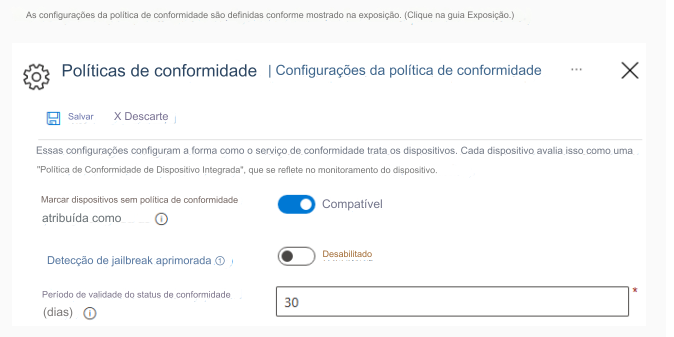 As configurações da política de conformidade são definidas conforme mostrado na exposição. (Clique na guia Exposição.)
Políticas de conformidade | Configurações da política de conformidade ...
Salvar X Descarte
Essas configurações configuram a forma como o serviço de conformidade trata os dispositivos. Cada dispositivo avalia isso como uma
"Política de Conformidade de Dispositivo Integrada", que se reflete no monitoramento do dispositivo.
Marcar dispositivos sem política de conformidade
atribuída como
Compatível
Detecção de jailbreak aprimorada
Desabilitado
Período de validade do status de conformidade
(dias)
30 *